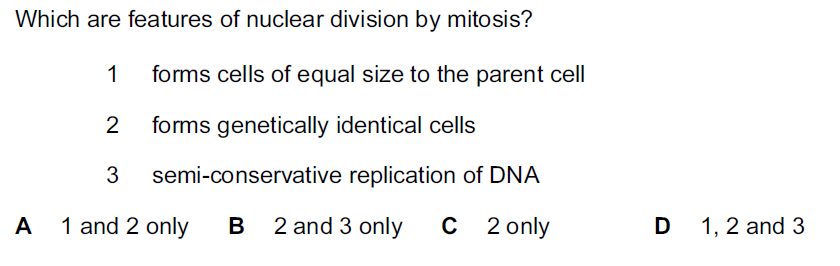 Which are features of nuclear division by mitosis?
1 forms cells of equal size to the parent cell
2 forms genetically identical cells
3 semi-conservative replication of DNA
A 1 and 2 only B 2 and 3 only C 2 only D 1, 2 and 3